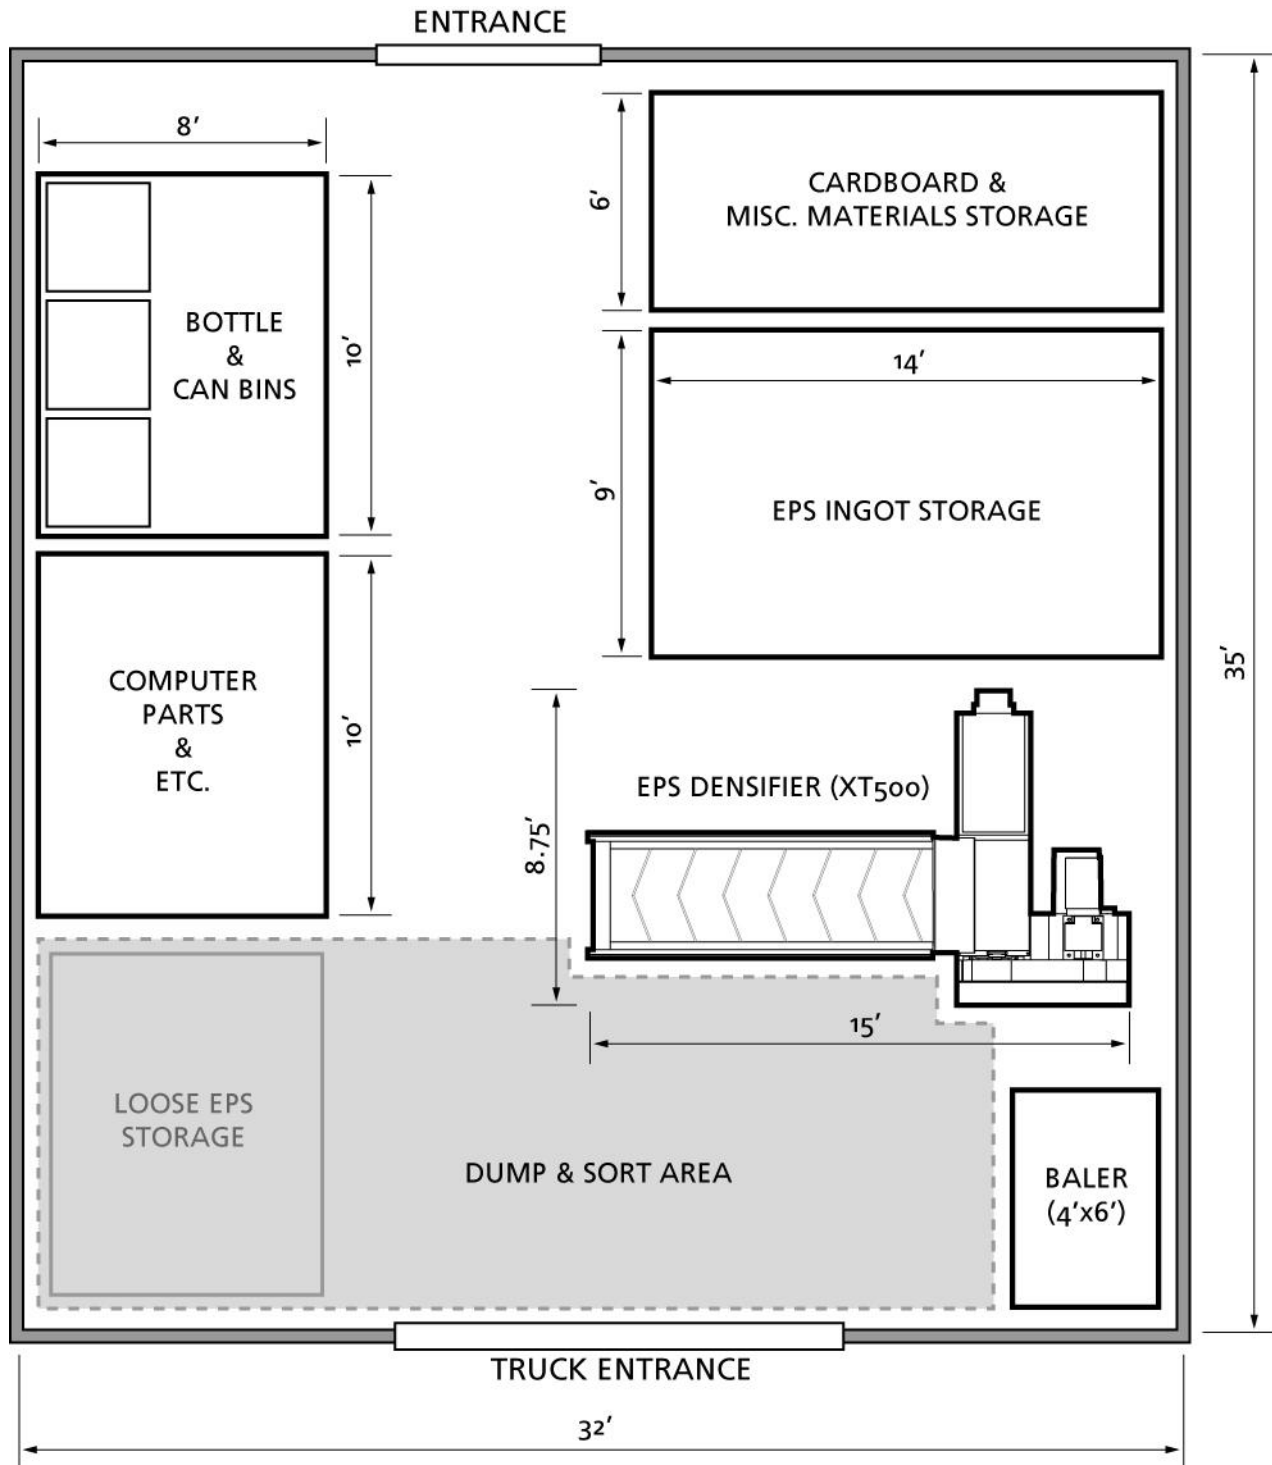 ENTRANCE
8'
6'
CARDBOARD &
MISC. MATERIALS STORAGE
BOTTLE
&
CAN BINS
10'
14'
9'
EPS INGOT STORAGE
35'
COMPUTER
PARTS
&
ETC.
10'
EPS DENSIFIER (XT500)
8.75'
15'
LOOSE EPS
STORAGE
DUMP & SORT AREA
BALER
(4'x6')
TRUCK ENTRANCE
32'